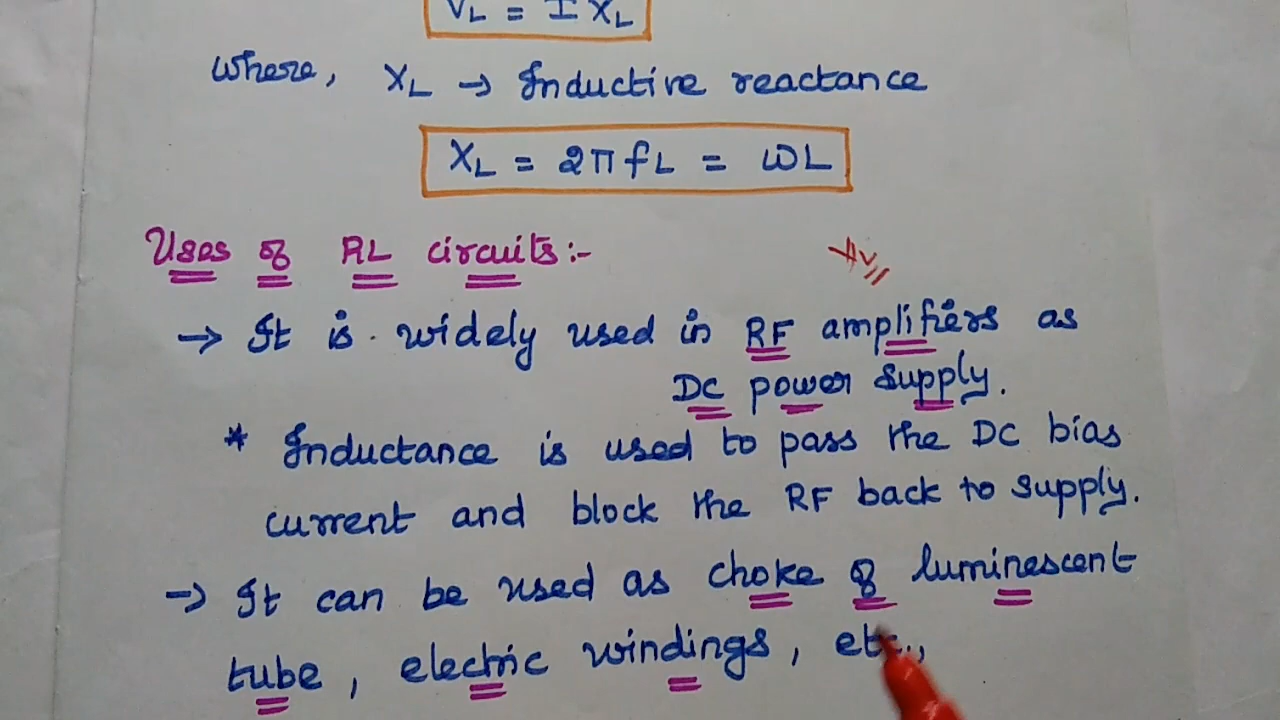 VL = I XL
Where, XL → Inductive reactance
XL = 2πfL = ωL
Uses of RL circuits:-
→ It is widely used in RF amplifiers as
DC power supply.
* Inductance is used to pass the DC bias
current and block the RF back to supply.
→ It can be used as choke of luminescent
tube, electric windings, etc.,